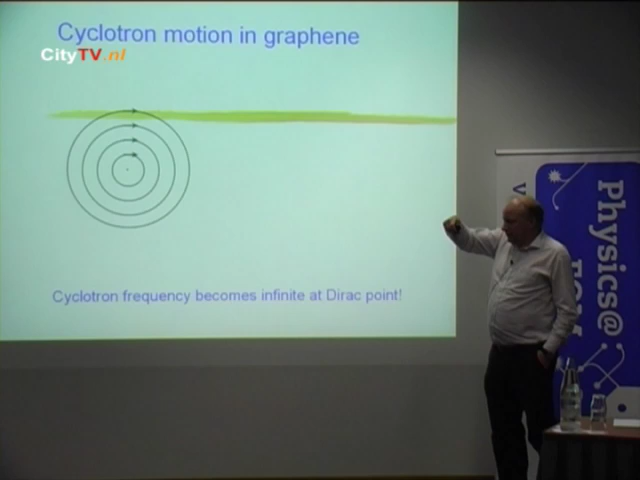 Cyclotron motion in graphene
CityTV.nl
Cyclotron frequency becomes infinite at Dirac point!
Physics@